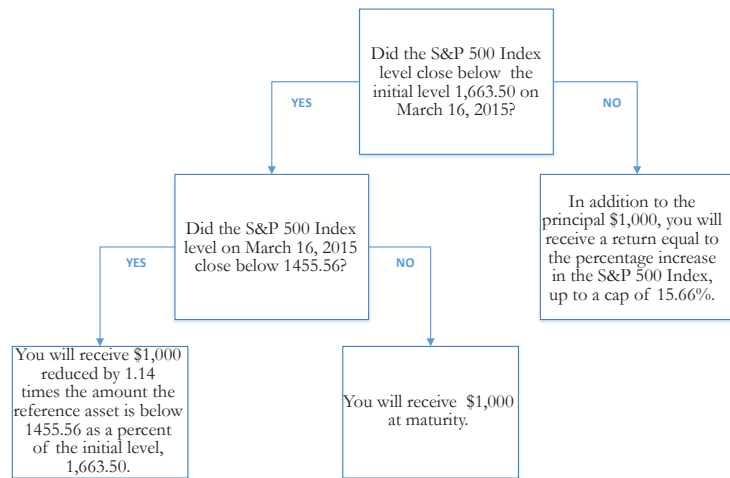 Did the S&P 500 Index
level close below the
initial level 1,663.50 on
March 16, 2015?
YES
NO
Did the S&P 500 Index
level on March 16, 2015
close below 1455.56?
In addition to the
principal $1,000, you will
receive a return equal to
the percentage increase
in the S&P 500 Index,
up to a cap of 15.66%.
YES
NO
You will receive $1,000
reduced by 1.14
times the amount the
reference asset is below
1455.56 as a percent
of the initial level,
1,663.50.
You will receive $1,000
at maturity.